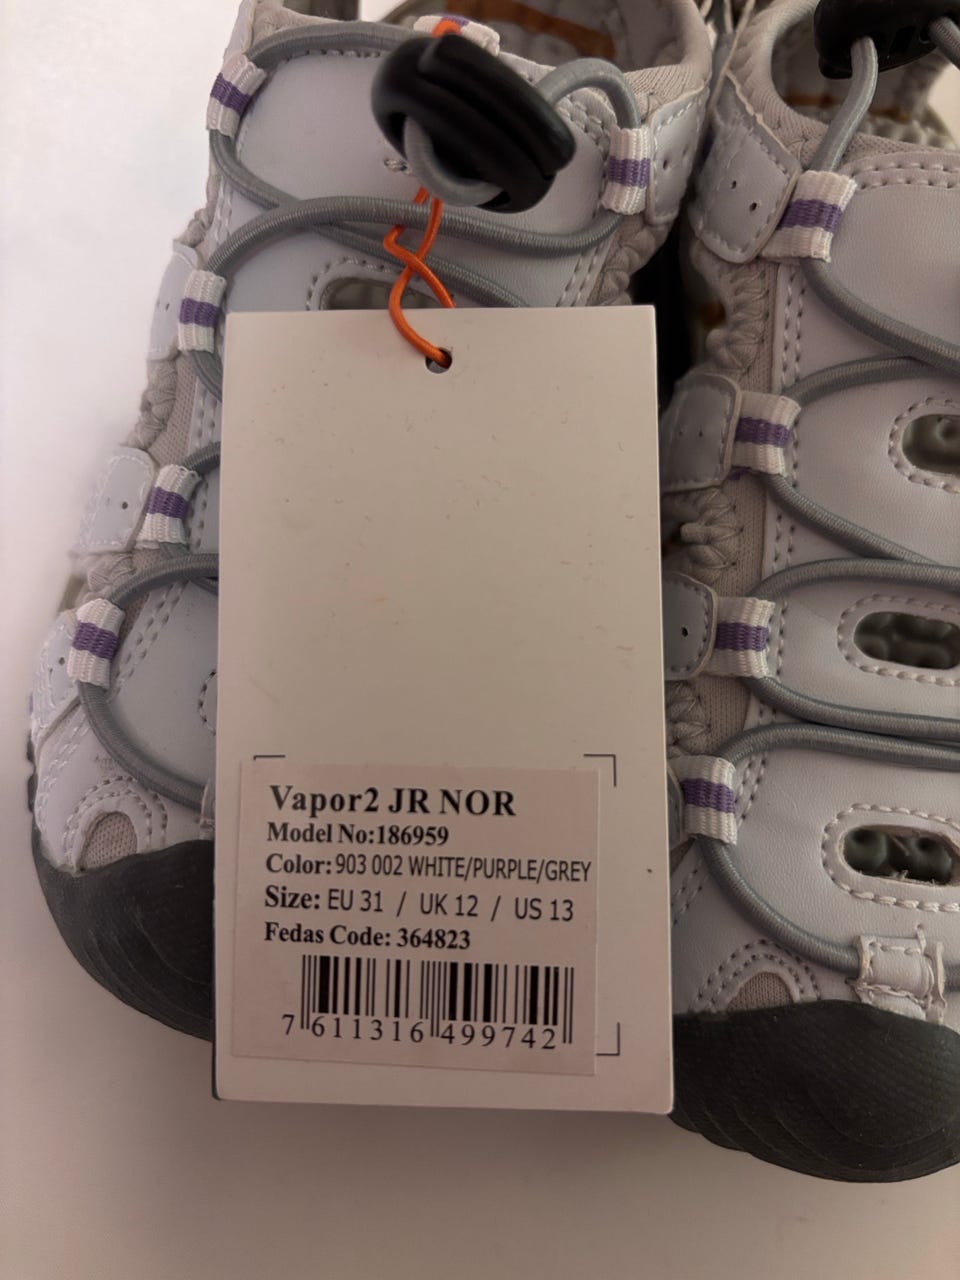 Vapor2 JR NOR
Model No:186959
Color: 903 002 WHITE/PURPLE/GREY
Size: EU 31 / UK 12 / US 13
Fedas Code: 364823
7 611316 499742